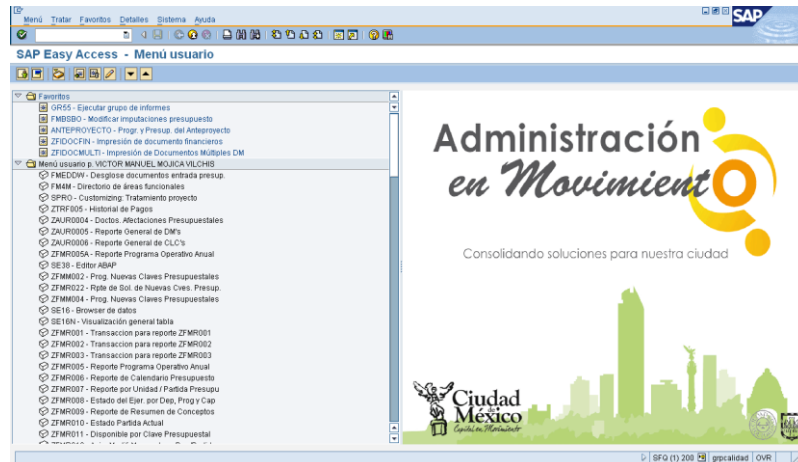 Menú Tratar Favoritos Detalles Sistema Ayuda
SAP
SAP Easy Access - Menú usuario
Favoritos
GR55 - Ejecutar grupo de informes
FMBSBO - Modificar imputaciones presupuesto
ANTEPROYECTO - Progr. y Presup. del Anteproyecto
ZFIDOCFIN - Impresión de documento financieros
ZFIDOCMULTI - Impresión de Documentos Múltiples DM
Menú usuario p. VICTOR MANUEL MOJICA VILCHIS
FMEDDW - Desglose documentos entrada presup.
FM4M - Directorio de áreas funcionales
SPRO - Customizing: Tratamiento proyecto
ZTRF005 - Historial de Pagos
ZAUR0004 - Doctos. Afectaciones Presupuestales
ZAUR0005 - Reporte General de DM's
ZAUR0006 - Reporte General de CLC's
ZFMR005A - Reporte Programa Operativo Anual
SE38 - Editor ABAP
ZFMM002 - Prog. Nuevas Claves Presupuestales
ZFMR022 - Rpte de Sol. de Nuevas Cves. Presup.
ZFMM004 - Prog. Nuevas Claves Presupuestales
SE16 - Browser de datos
SE16N - Visualización general tabla
ZFMR001 - Transaccion para reporte ZFMR001
ZFMR002 - Transaccion para reporte ZFMR002
ZFMR003 - Transaccion para reporte ZFMR003
ZFMR005 - Reporte Programa Operativo Anual
ZFMR006 - Reporte de Calendario Presupuesto
ZFMR007 - Reporte por Unidad / Partida Presupu
ZFMR008 - Estado del Ejer. por Dep, Prog y Cap
ZFMR009 - Reporte de Resumen de Conceptos
ZFMR010 - Estado Partida Actual
ZFMR011 - Disponible por Clave Presupuestal
Administración
en Movimiento
Consolidando soluciones para nuestra ciudad
Ciudad
de
México
Capital en Movimiento
SFQ (1) 200 grpcalidad OVR